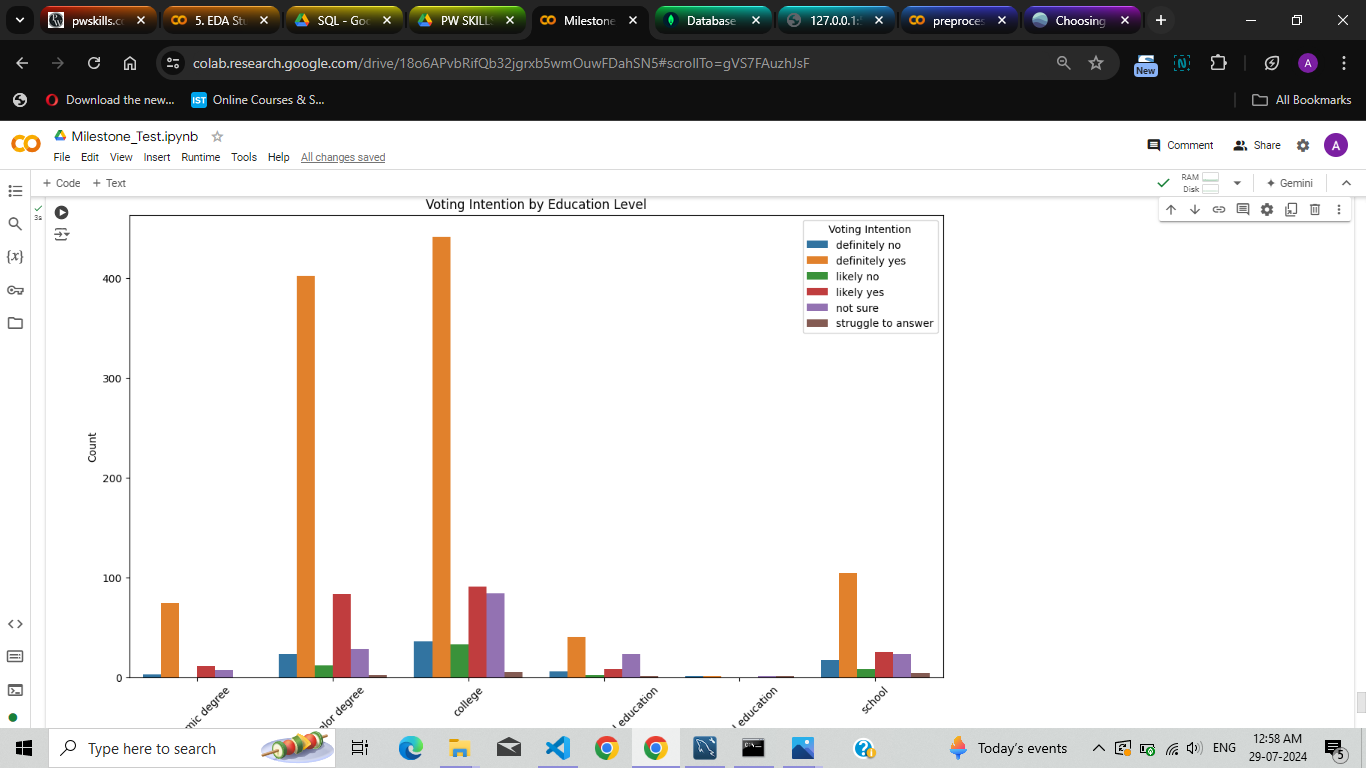 pwskills.c
5. EDA Stu
SQL - Goo
PW SKILL
Milestone
Database
127.0.0.1:
preproces
Choosing
colab.research.google.com/drive/18o6APvbRifQb32jgrxb5wmOuwFDahSN5#scrollTo=gVS7FAuzhJsF
New
A
Download the new...
IST
Online Courses & S...
All Bookmarks
Milestone_Test.ipynb
File Edit View Insert Runtime Tools Help All changes saved
Comment
Share
A
+ Code + Text
RAM
Disk
Gemini
3s
{x}
Voting Intention by Education Level
Voting Intention
definitely no
definitely yes
likely no
likely yes
not sure
struggle to answer
Count
400
300
200
100
0
mic degree
elor degree
college
l education
l education
school
Type here to search
Today's events
ENG
12:58 AM
29-07-2024
5